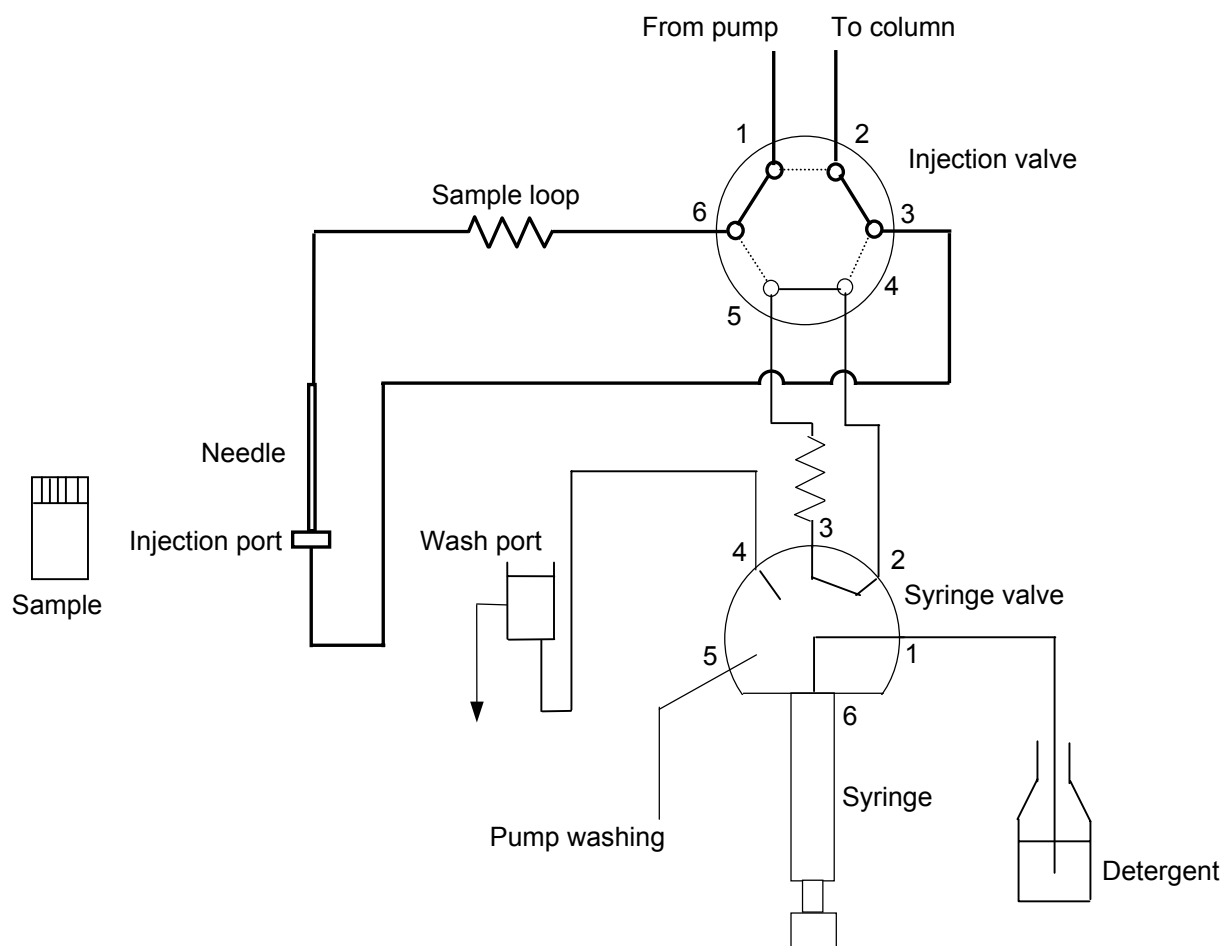 From pump
To column
1
2
Injection valve
Sample loop
6
3
5
4
Needle
Injection port
Wash port
Sample
4
3
2
Syringe valve
5
1
6
Syringe
Pump washing
Detergent